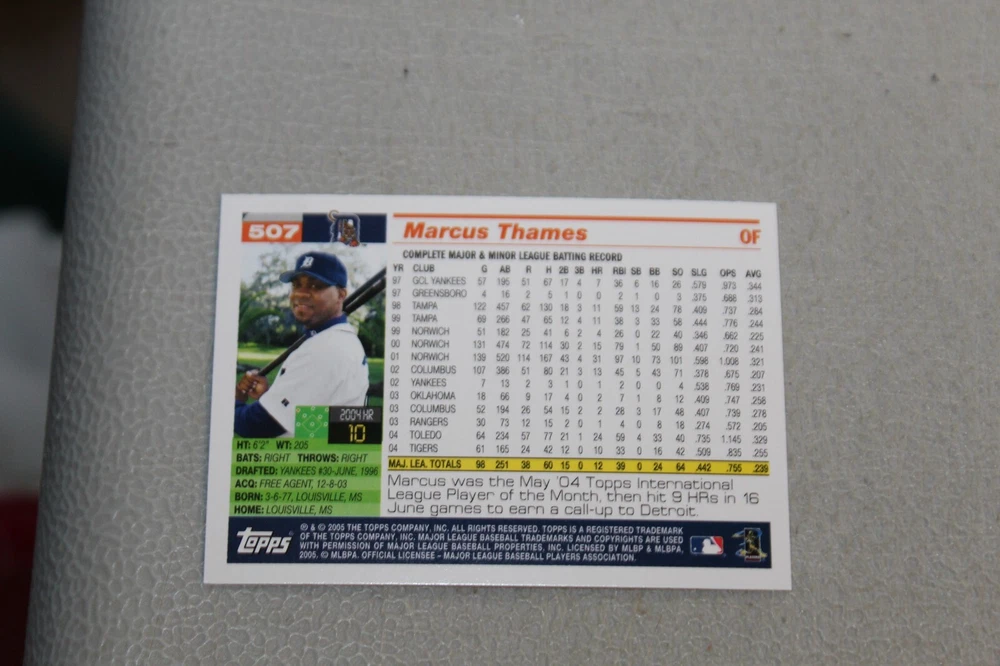 507
D
Marcus Thames
OF
COMPLETE MAJOR & MINOR LEAGUE BATTING RECORD
YR CLUB G AB R H 2B 3B HR RBI SB BB SO SLG OPS AVG
97 GCL YANKEES 57 195 51 67 17 4 7 36 6 16 26 .579 .973 .344
97 GREENSBORO 4 16 2 5 1 0 0 2 1 0 3 .375 .688 .313
98 TAMPA 122 457 62 130 18 3 11 59 13 24 78 .409 .737 .284
99 TAMPA 69 266 47 65 12 4 11 38 3 33 58 .444 .776 .244
99 NORWICH 51 182 25 41 6 2 4 26 0 22 40 .346 .662 .225
00 NORWICH 131 474 72 114 30 2 15 79 1 50 89 .407 .720 .241
01 NORWICH 139 520 114 167 43 4 31 97 10 73 101 .598 1.008 .321
02 COLUMBUS 107 386 51 80 21 3 13 45 5 43 71 .378 .675 .207
02 YANKEES 7 13 2 3 1 0 1 2 0 0 4 .538 .769 .231
03 OKLAHOMA 18 66 9 17 4 0 2 7 1 8 12 .409 .747 .258
03 COLUMBUS 52 194 26 54 15 2 2 28 3 17 48 .407 .739 .278
03 RANGERS 30 73 12 15 2 0 1 4 0 8 18 .274 .572 .205
04 TOLEDO 64 234 57 77 21 1 24 59 4 33 40 .735 1.145 .329
04 TIGERS 61 165 24 42 12 0 10 33 0 16 42 .509 .835 .255
MAJ. LEA. TOTALS 98 251 38 60 15 0 12 39 0 24 64 .442 .755 .239
2004 HR
10
HT: 6'2" WT: 205
BATS: RIGHT THROWS: RIGHT
DRAFTED: YANKEES #30-JUNE, 1996
ACQ: FREE AGENT, 12-8-03
BORN: 3-6-77, LOUISVILLE, MS
HOME: LOUISVILLE, MS
Marcus was the May '04 Topps International
League Player of the Month, then hit 9 HRs in 16
June games to earn a call-up to Detroit.
Topps
® & © 2005 THE TOPPS COMPANY, INC. ALL RIGHTS RESERVED. TOPPS IS A REGISTERED TRADEMARK
OF THE TOPPS COMPANY, INC. MAJOR LEAGUE BASEBALL TRADEMARKS AND COPYRIGHTS ARE USED
WITH PERMISSION OF MAJOR LEAGUE BASEBALL PROPERTIES, INC. LICENSED BY MLBP & MLBPA,
2005. © MLBPA. OFFICIAL LICENSEE – MAJOR LEAGUE BASEBALL PLAYERS ASSOCIATION.